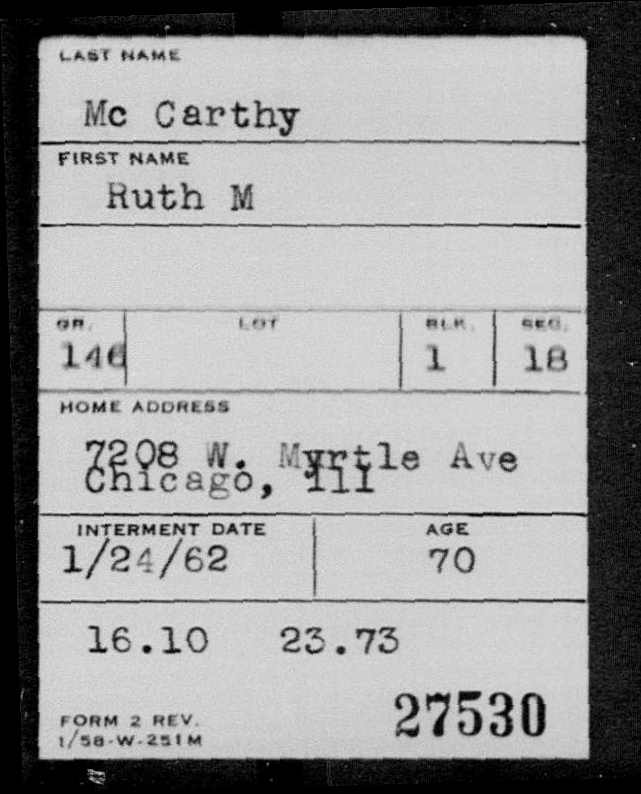 LAST NAME
Mc Carthy
FIRST NAME
Ruth M
GR. LOT BLK. SEC.
146 1 18
HOME ADDRESS
7208 W. Myrtle Ave
Chicago, Ill
INTERMENT DATE AGE
1/24/62 70
16.10 23.73
27530
FORM 2 REV.
1/58-W-251M